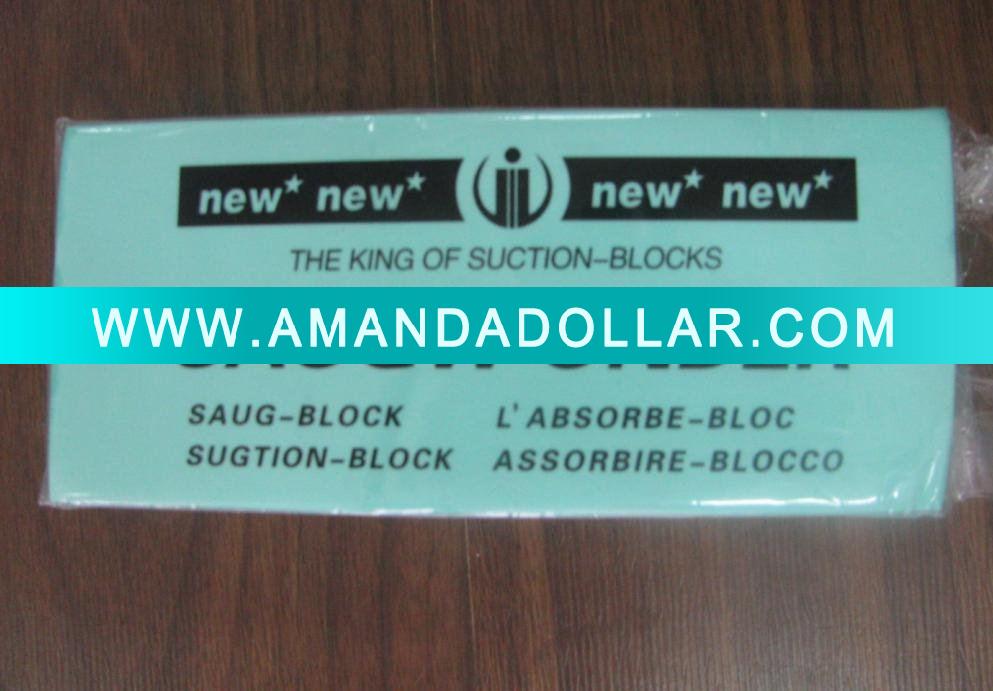 new* new* new* new*
THE KING OF SUCTION-BLOCKS
WWW.AMANDADOLLAR.COM
SAUG-BLOCK L'ABSORBE-BLOC
SUGTION-BLOCK ASSORBIRE-BLOCCO